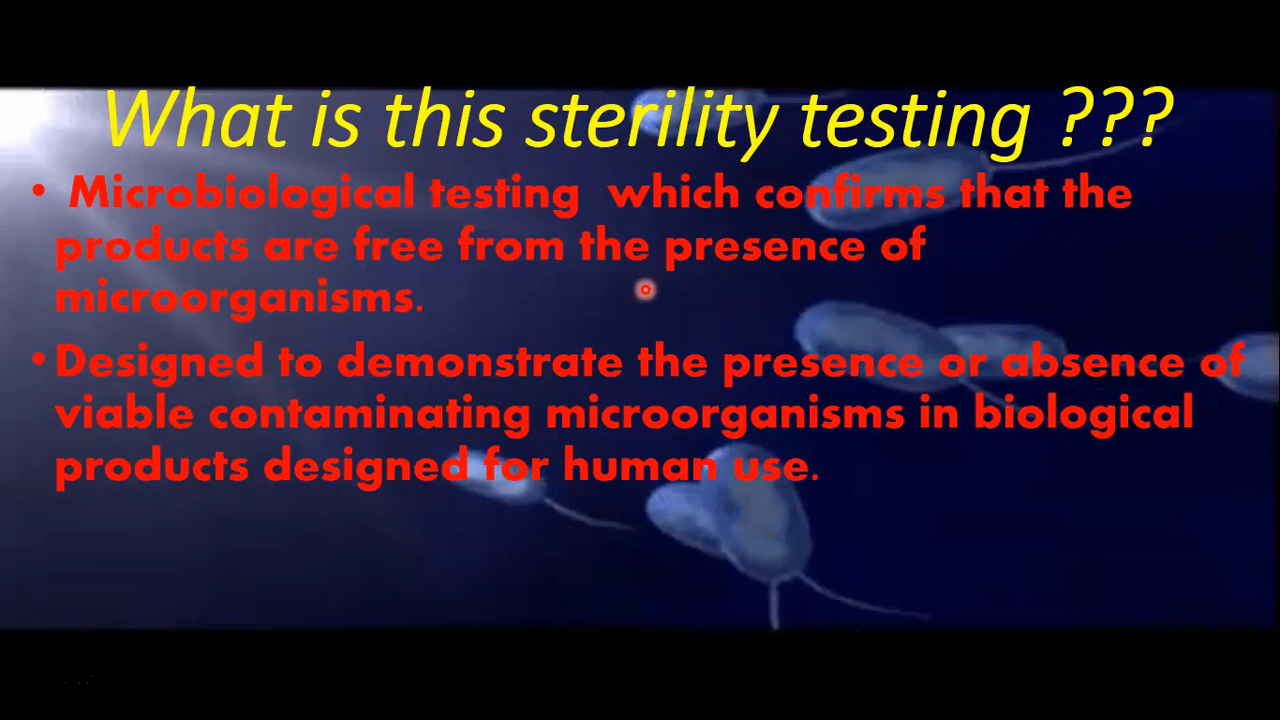 What is this sterility testing ???
• Microbiological testing which confirms that the
products are free from the presence of
microorganisms.
• Designed to demonstrate the presence or absence of
viable contaminating microorganisms in biological
products designed for human use.